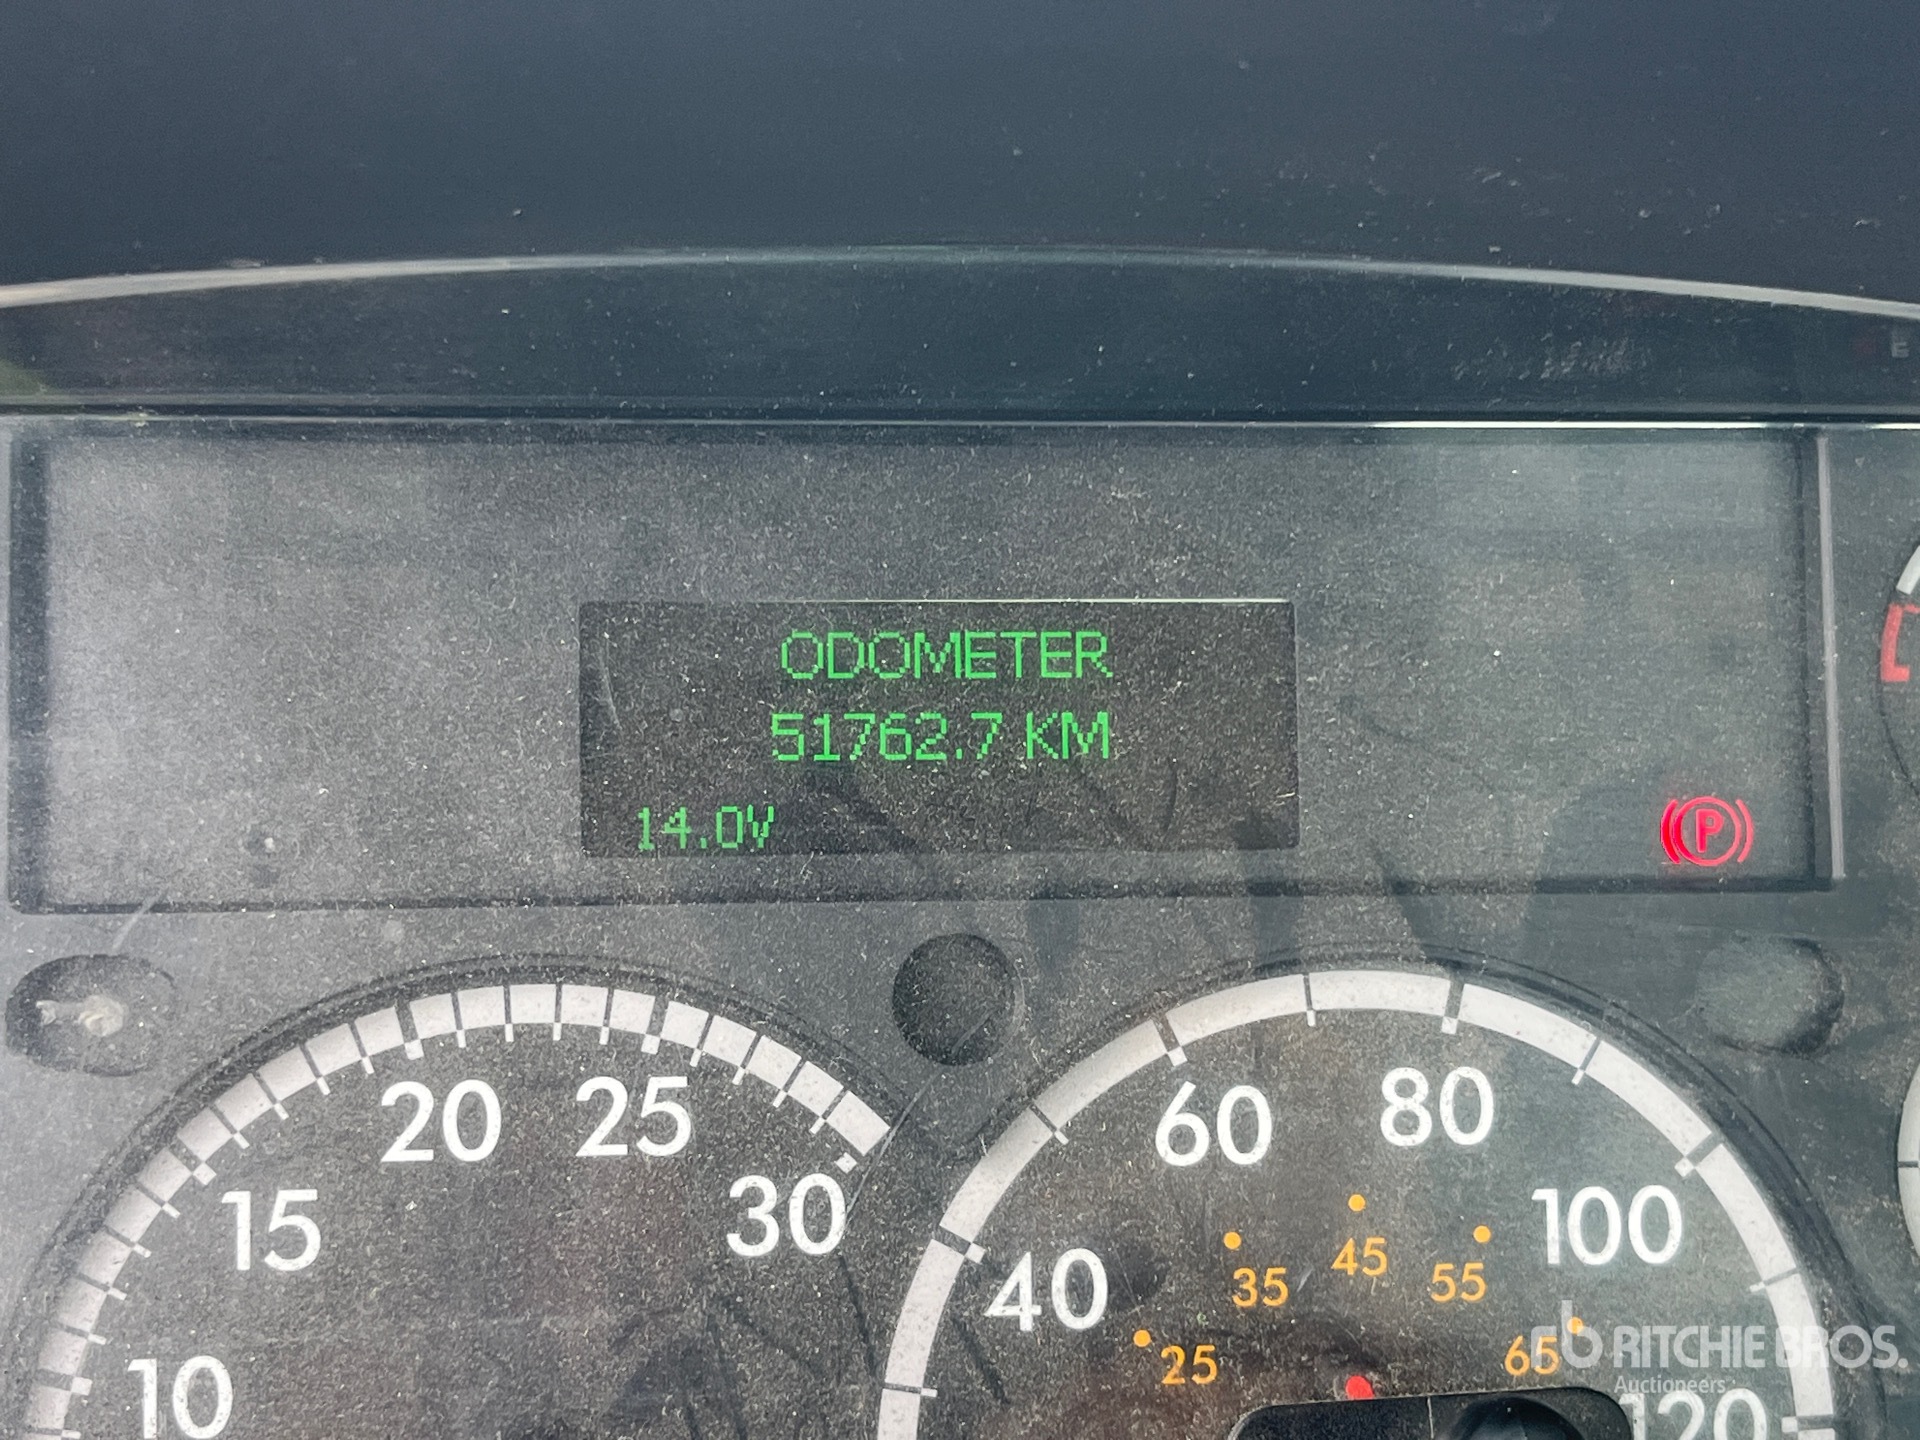 ODOMETER
51762.7 KM
14.0V
P
20
25
15
30
10
60
80
40
100
35
45
55
25
65
120
RITCHIE BROS.
Auctioneers
E